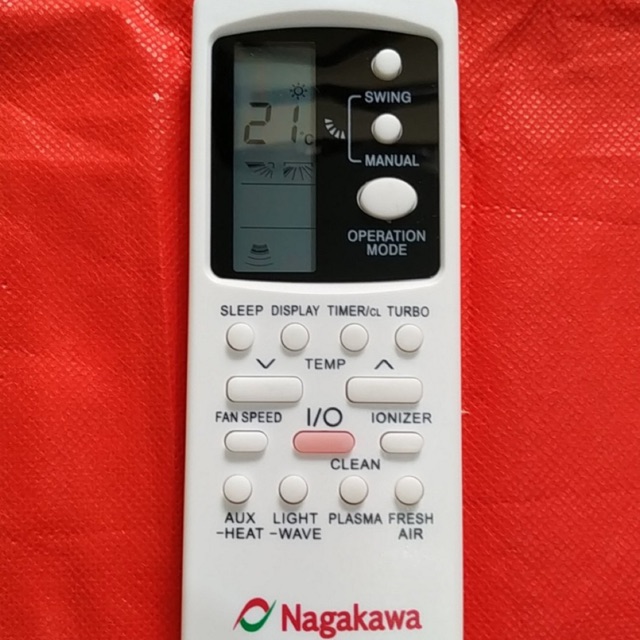 21°C
SWING
MANUAL
OPERATION
MODE
SLEEP DISPLAY TIMER/CL TURBO
TEMP
FAN SPEED I/O IONIZER
CLEAN
AUX LIGHT PLASMA FRESH
-HEAT -WAVE AIR
Nagakawa